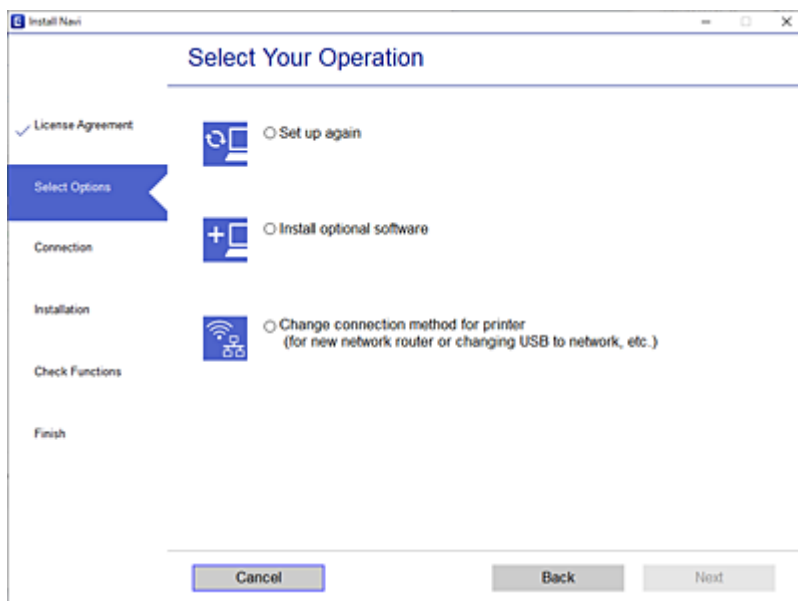 Install Navi
Select Your Operation
License Agreement
Select Options
Connection
Installation
Check Functions
Finish
Set up again
Install optional software
Change connection method for printer
(for new network router or changing USB to network, etc.)
Cancel
Back
Next